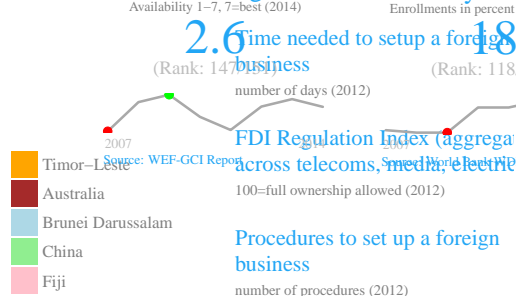 Availability 1–7, 7=best (2014)
Enrollments in percent
2.6
18
Time needed to setup a foreign
business
(Rank: 147/151)
(Rank: 118
number of days (2012)
2007
2007
FDI Regulation Index (aggregat
across telecoms, media, electri
Source: WEF-GCI Report
Source: World Bank WD
100=full ownership allowed (2012)
Timor–Leste
Australia
Brunei Darussalam
China
Fiji
Procedures to set up a foreign
business
number of procedures (2012)